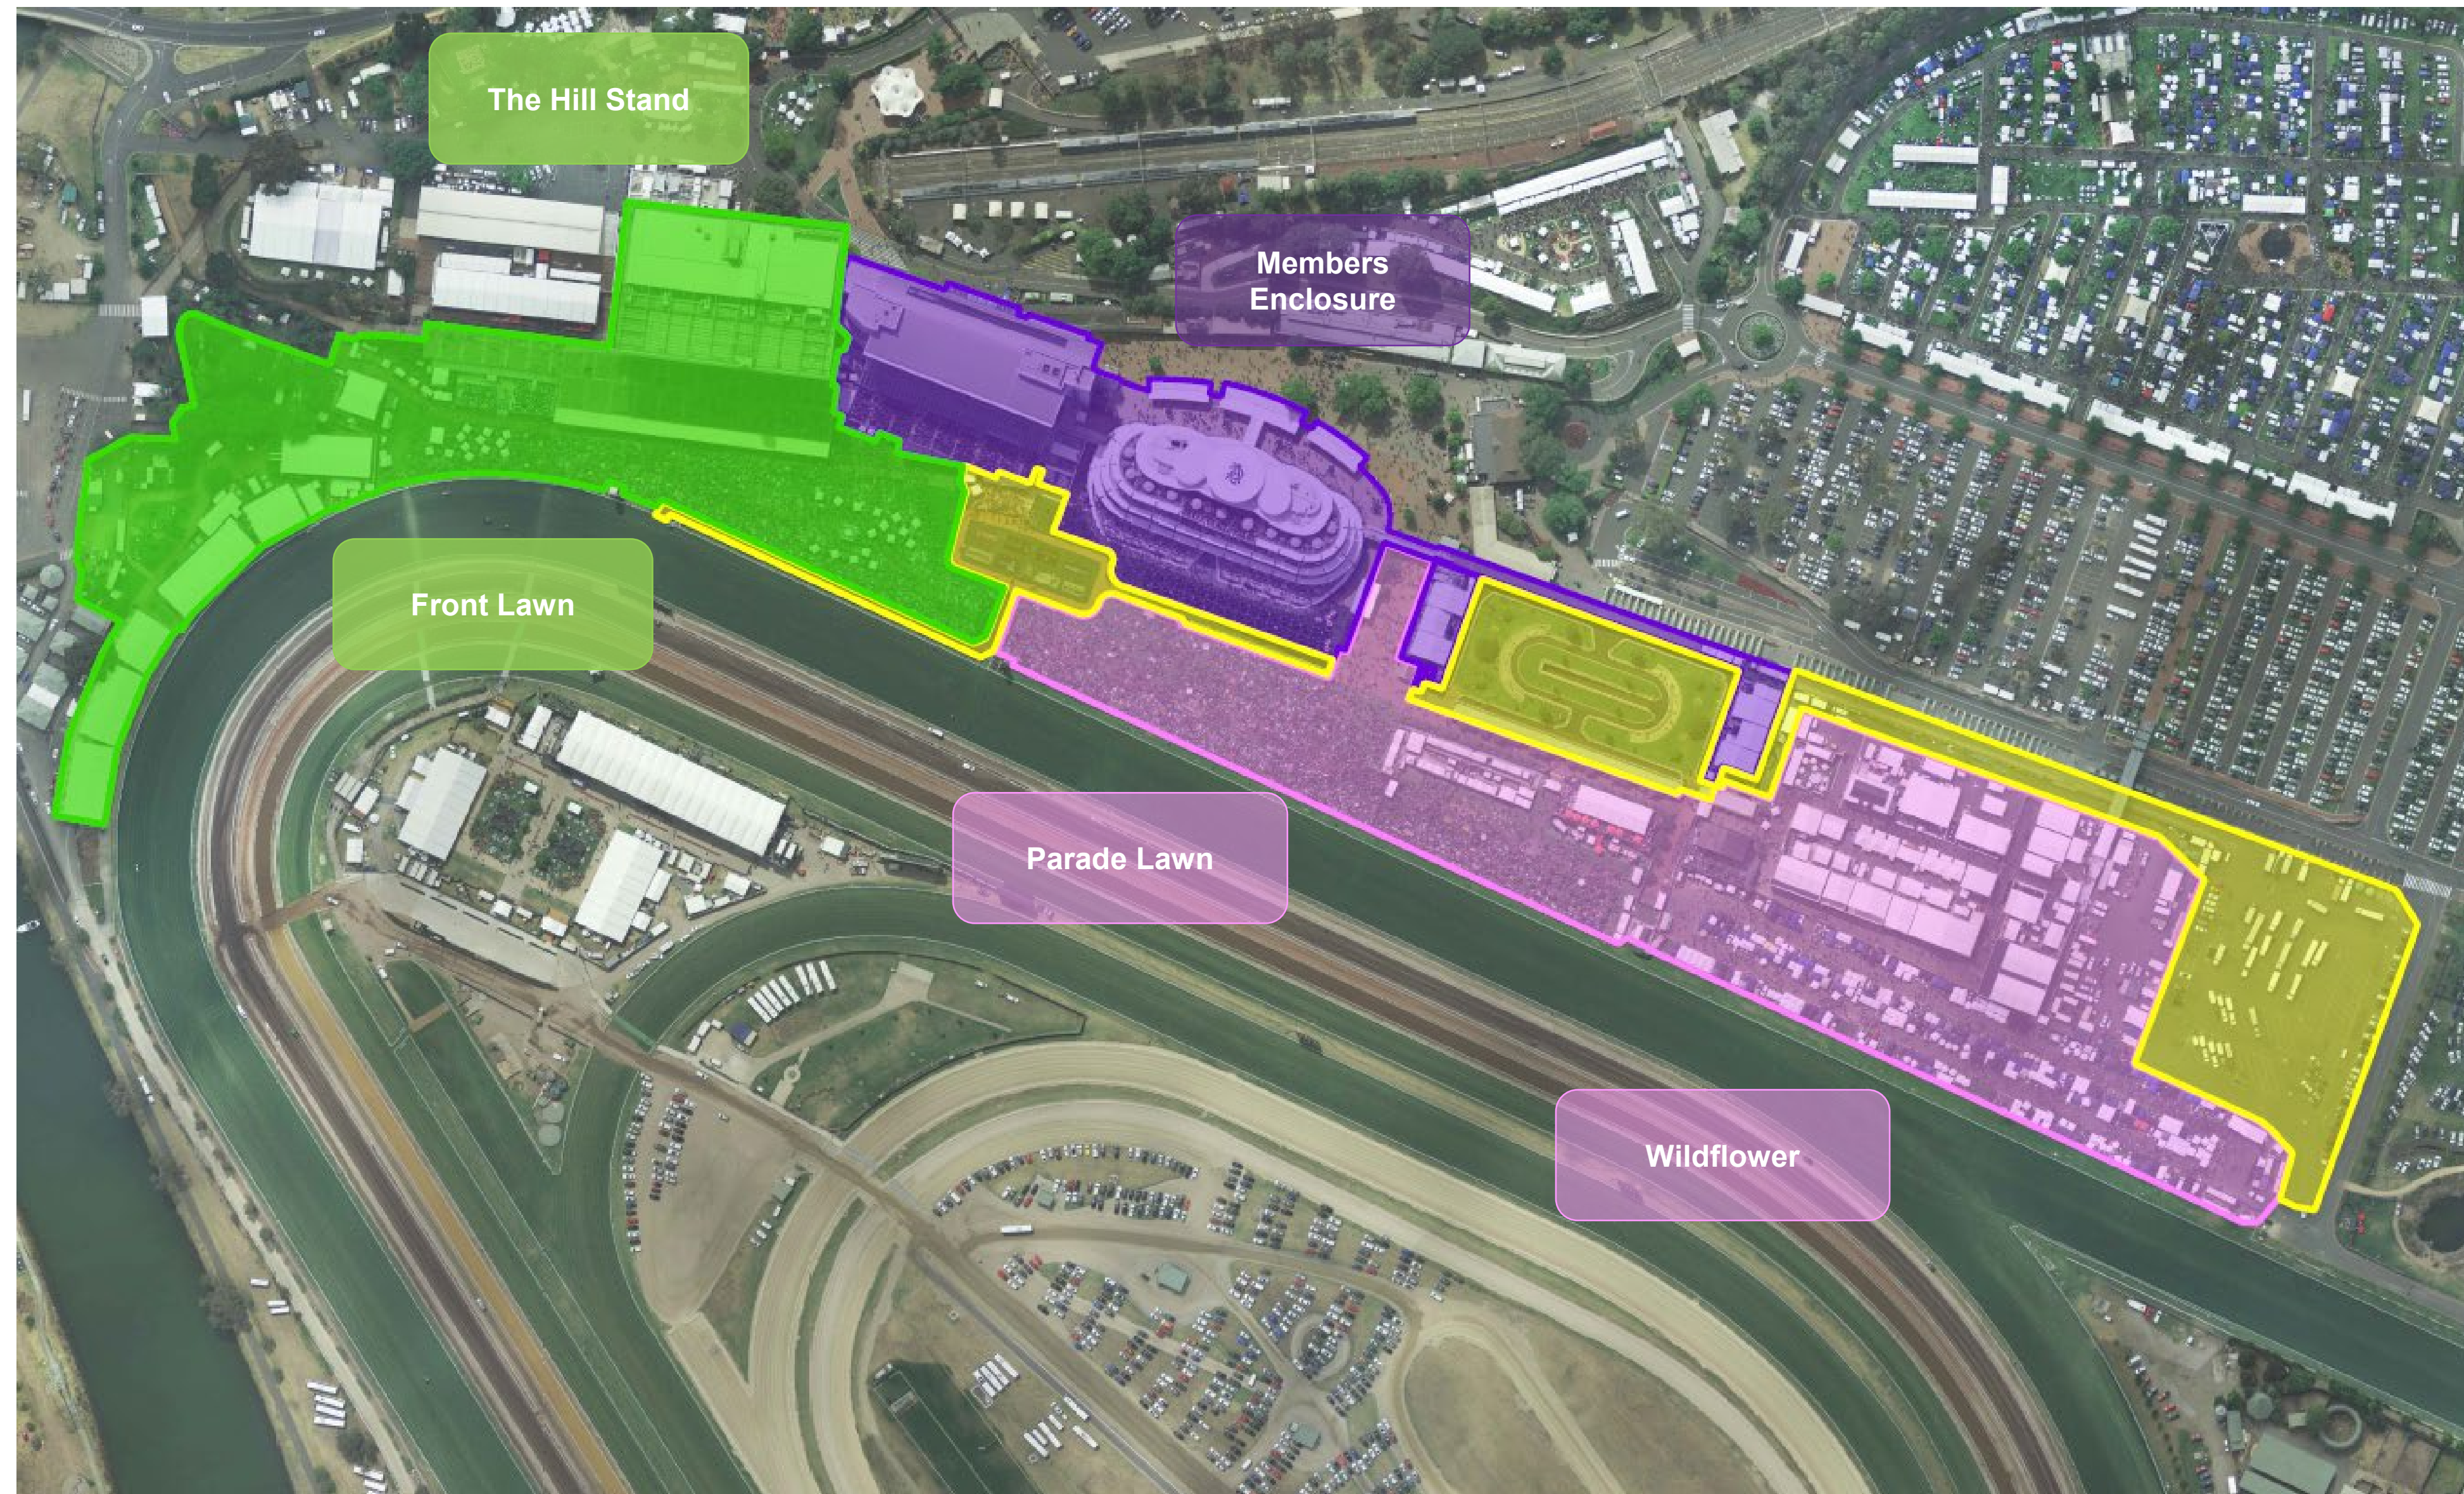 The Hill Stand
Members
Enclosure
Front Lawn
Parade Lawn
Wildflower